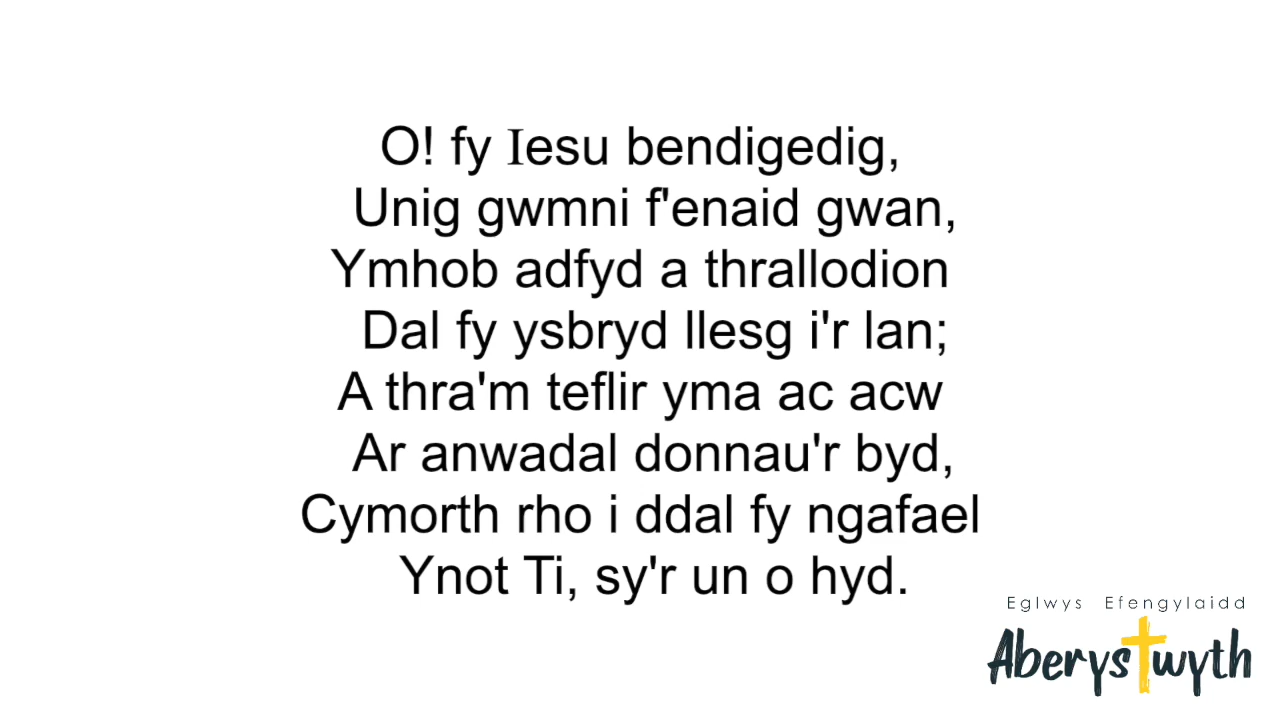 O! fy Iesu bendigedig,
Unig gwmni f'enaid gwan,
Ymhob adfyd a thrallodion
Dal fy ysbryd llesg i'r lan;
A thra'm teflir yma ac acw
Ar anwadal donnau'r byd,
Cymorth rho i ddal fy ngafael
Ynot Ti, sy'r un o hyd.
Eglwys Efengylaidd
Aberystwyth